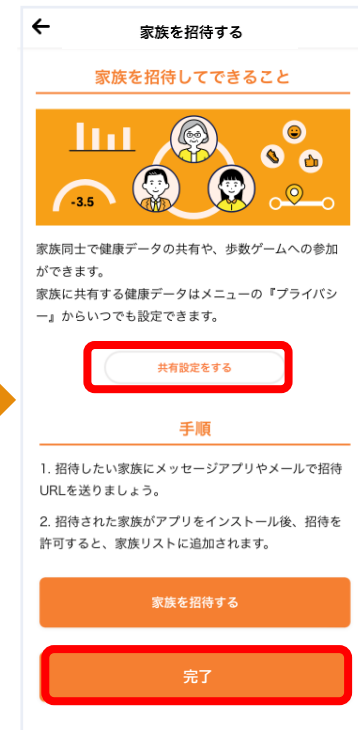 家族を招待する
家族を招待してできること
-3.5
家族同士で健康データの共有や、歩数ゲームへの参加
ができます。
家族に共有する健康データはメニューの『プライバシ
ー』からいつでも設定できます。
共有設定をする
手順
1. 招待したい家族にメッセージアプリやメールで招待
URLを送りましょう。
2. 招待された家族がアプリをインストール後、招待を
許可すると、家族リストに追加されます。
家族を招待する
完了